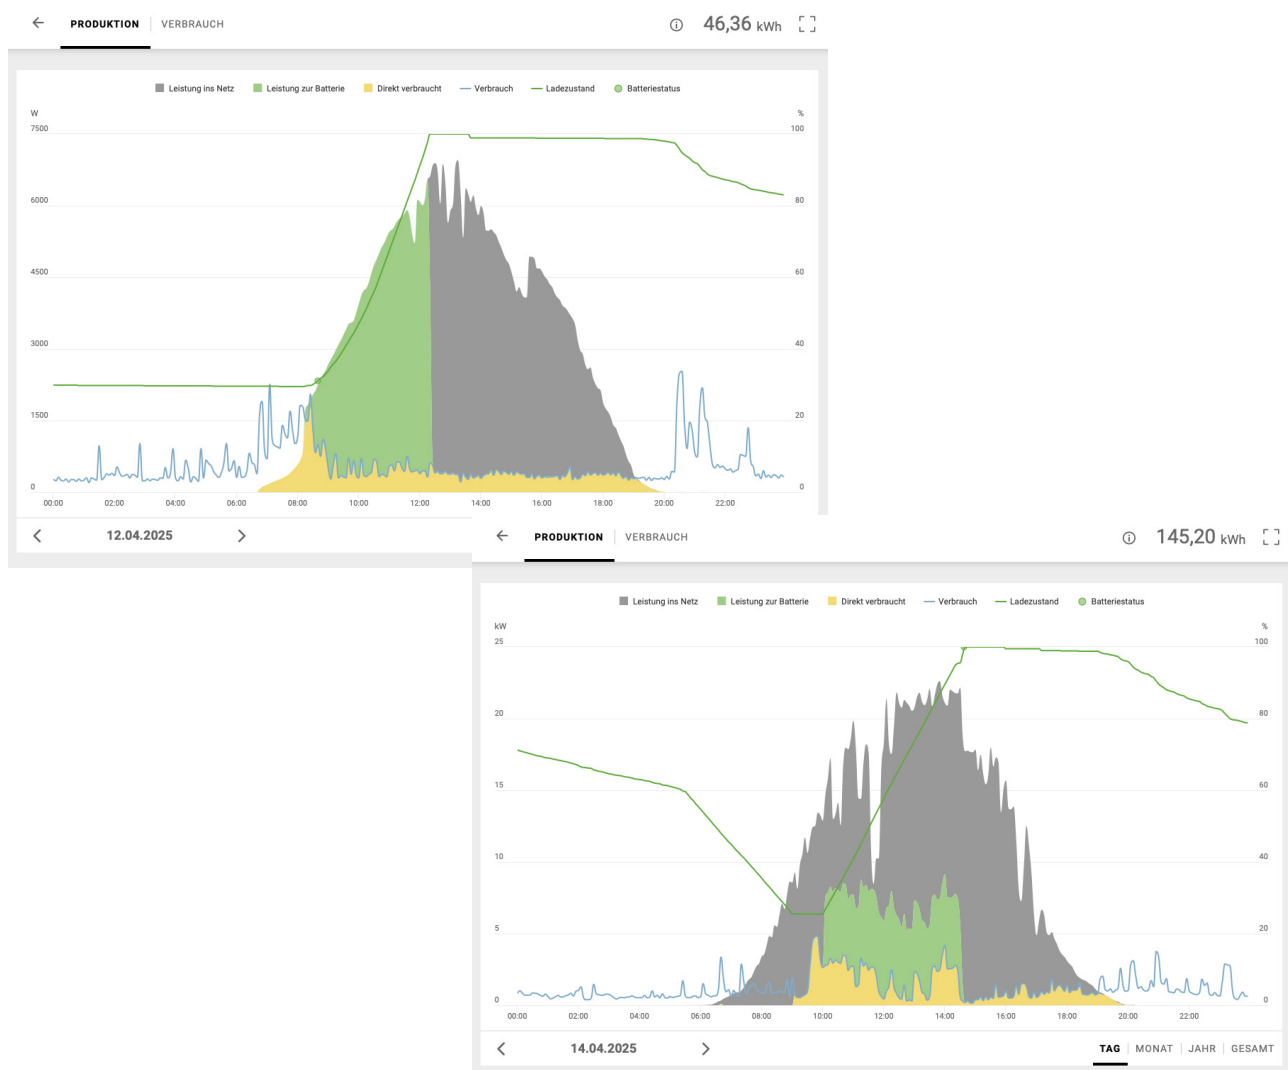 PRODUKTION VERBRAUCH 46,36 kWh
Leistung ins Netz Leistung zur Batterie Direkt verbraucht Verbrauch Ladezustand Batteriestatus
W %
7500 100
6000 80
4500 60
3000 40
1500 20
0 0
00:00 02:00 04:00 06:00 08:00 10:00 12:00 14:00 16:00 18:00 20:00 22:00
12.04.2025
PRODUKTION VERBRAUCH 145,20 kWh
Leistung ins Netz Leistung zur Batterie Direkt verbraucht Verbrauch Ladezustand Batteriestatus
kW %
25 100
20 80
15 60
10 40
5 20
0 0
00:00 02:00 04:00 06:00 08:00 10:00 12:00 14:00 16:00 18:00 20:00 22:00
14.04.2025 TAG MONAT JAHR GESAMT